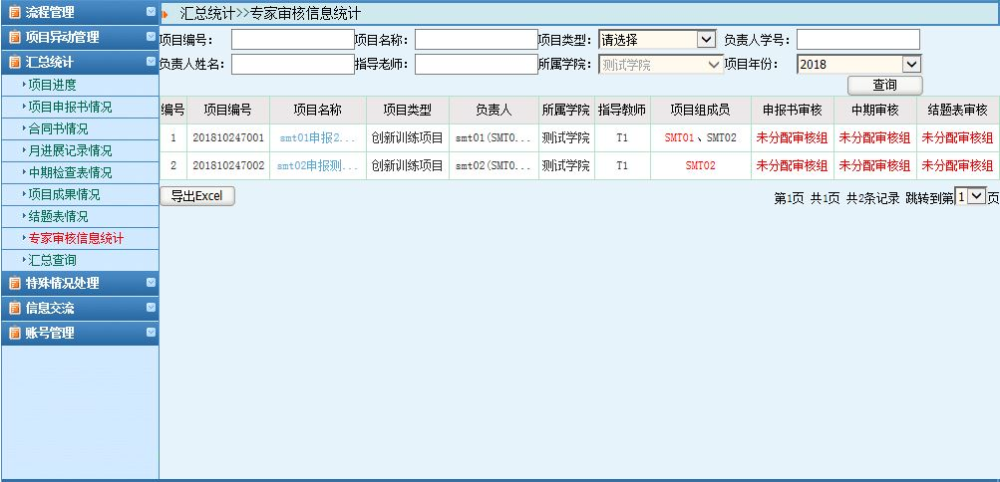 流程管理
项目异动管理
汇总统计
项目进度
项目申报书情况
合同书情况
月进展记录情况
中期检查表情况
项目成果情况
结题表情况
专家审核信息统计
汇总查询
特殊情况处理
信息交流
账号管理
汇总统计>>专家审核信息统计
项目编号： 项目名称： 项目类型： 请选择 负责人学号：
负责人姓名： 指导老师： 所属学院： 测试学院 项目年份： 2018
查询
编号 项目编号 项目名称 项目类型 负责人 所属学院 指导教师 项目组成员 申报书审核 中期审核 结题表审核
1 201810247001 smt01申报2... 创新训练项目 smt01(SMT0... 测试学院 T1 SMT01、SMT02 未分配审核组 未分配审核组 未分配审核组
2 201810247002 smt02申报测... 创新训练项目 smt02(SMT0... 测试学院 T1 SMT02 未分配审核组 未分配审核组 未分配审核组
导出Excel 第1页 共1页 共2条记录 跳转到第 1 页